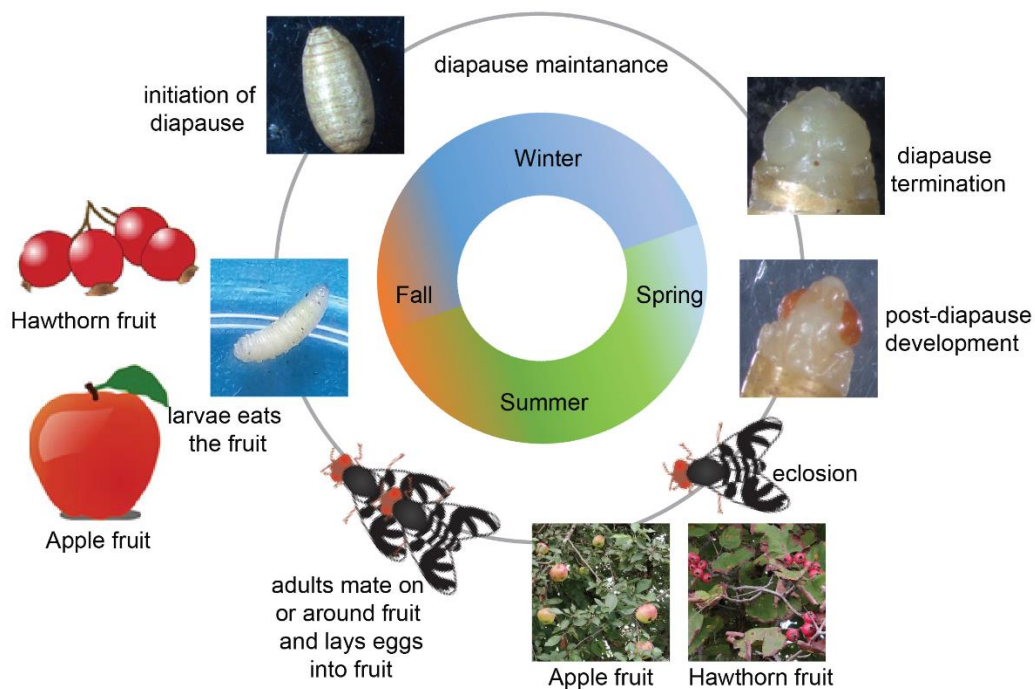 diapause maintanance
initiation of
diapause
Winter
diapause
termination
Hawthorn fruit
Fall
Spring
post-diapause
development
Summer
larvae eats
the fruit
Apple fruit
eclosion
adults mate on
or around fruit
and lays eggs
into fruit
Apple fruit
Hawthorn fruit